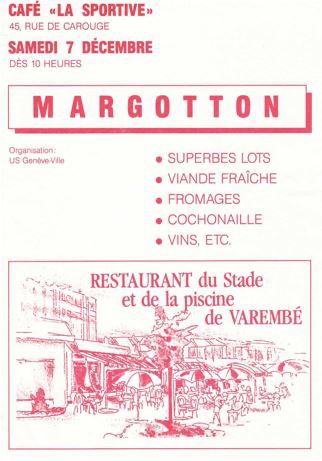 CAFÉ «LA SPORTIVE»
45, RUE DE CAROUGE
SAMEDI 7 DÉCEMBRE
DÈS 10 HEURES
MARGOTTON
Organisation:
US Genève-Ville
• SUPERBES LOTS
• VIANDE FRAÎCHE
• FROMAGES
• COCHONAILLE
• VINS, ETC.
RESTAURANT du Stade
et de la piscine
de VAREMBÉ